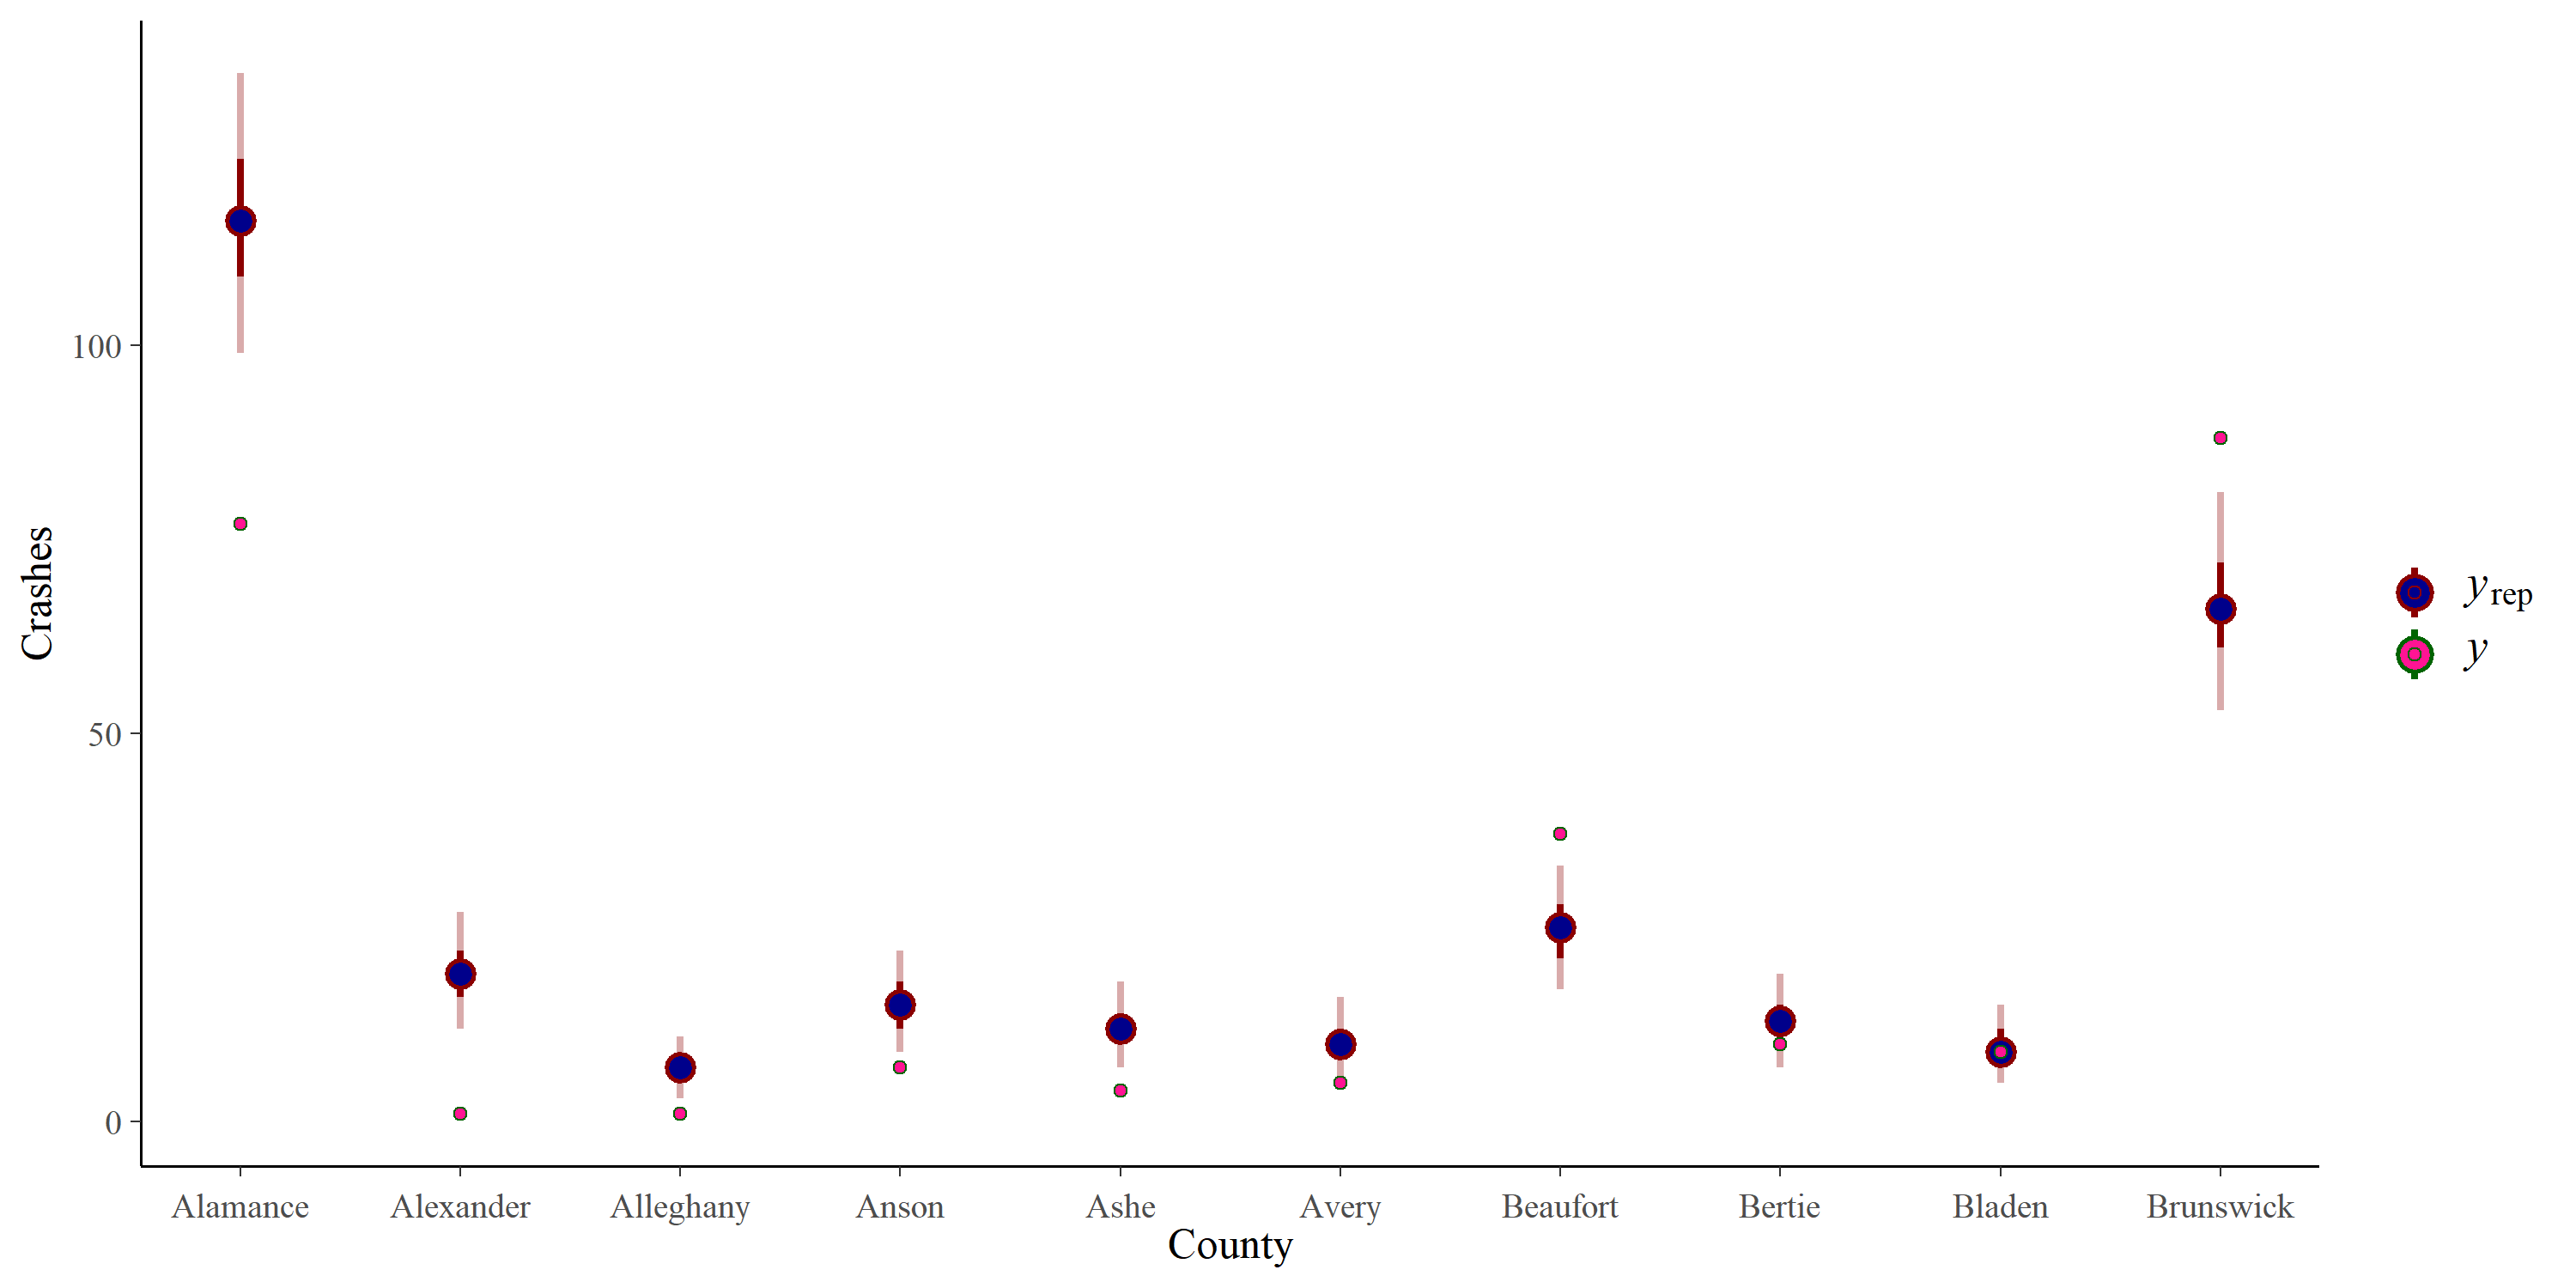 Crashes
100
50
0
Alamance Alexander Alleghany Anson Ashe Avery Beaufort Bertie Bladen Brunswick
County
yrep
y